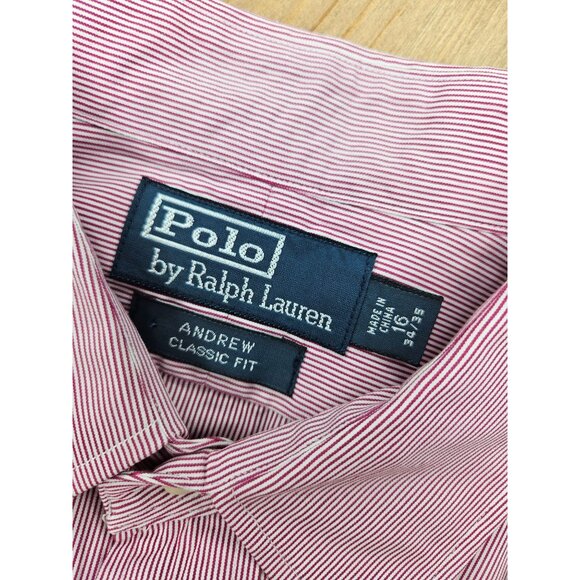 Polo
by Ralph Lauren
ANDREW
CLASSIC FIT
MADE IN
CHINA
16
34/35